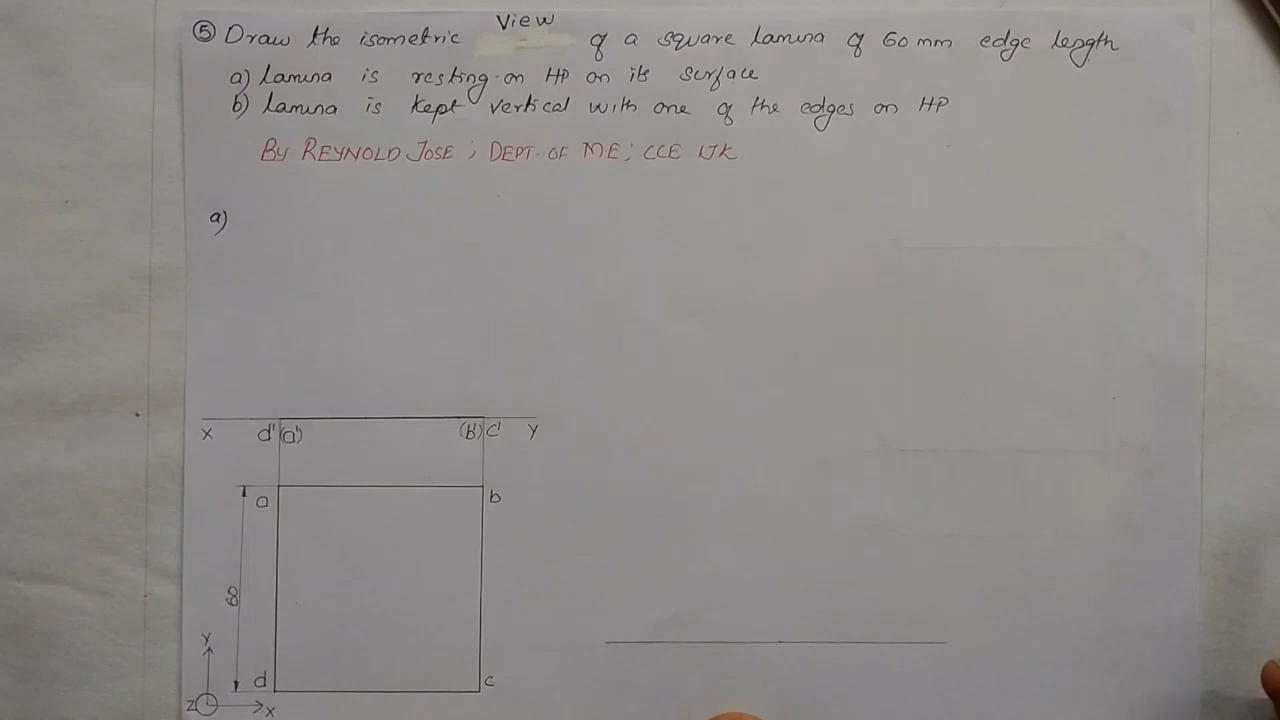 ⑤ Draw the isometric View of a square lamina of 60 mm edge length
a) Lamina is resting on HP on its surface
b) Lamina is kept vertical with one of the edges on HP
By REYNOLD JOSE; DEPT. OF M.E; CCE IJK
a)
X d' (a') (b') c' Y
a b
60
Y
d c
Z X